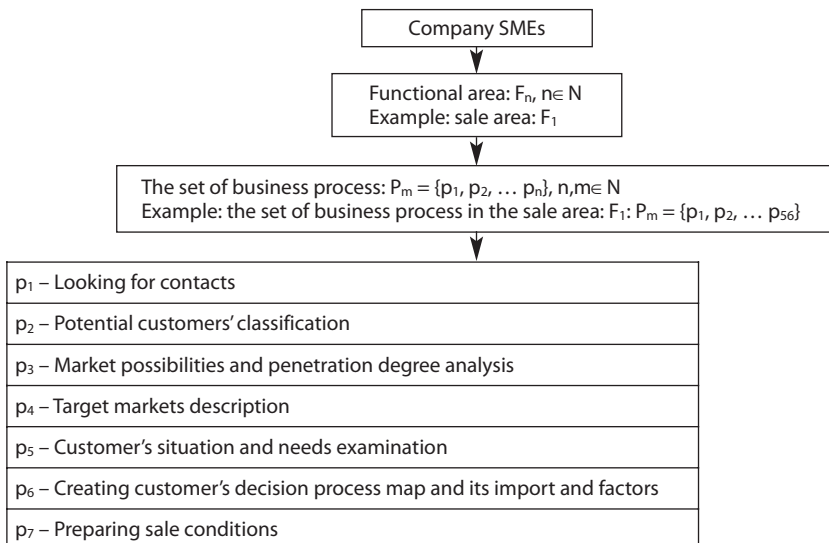 Company SMEs
Functional area: Fₙ, n∈ N
Example: sale area: F₁
The set of business process: Pₘ = {p₁, p₂, … pₙ}, n,m∈ N
Example: the set of business process in the sale area: F₁: Pₘ = {p₁, p₂, … p₅₆}
p₁ – Looking for contacts
p₂ – Potential customers’ classification
p₃ – Market possibilities and penetration degree analysis
p₄ – Target markets description
p₅ – Customer’s situation and needs examination
p₆ – Creating customer’s decision process map and its import and factors
p₇ – Preparing sale conditions